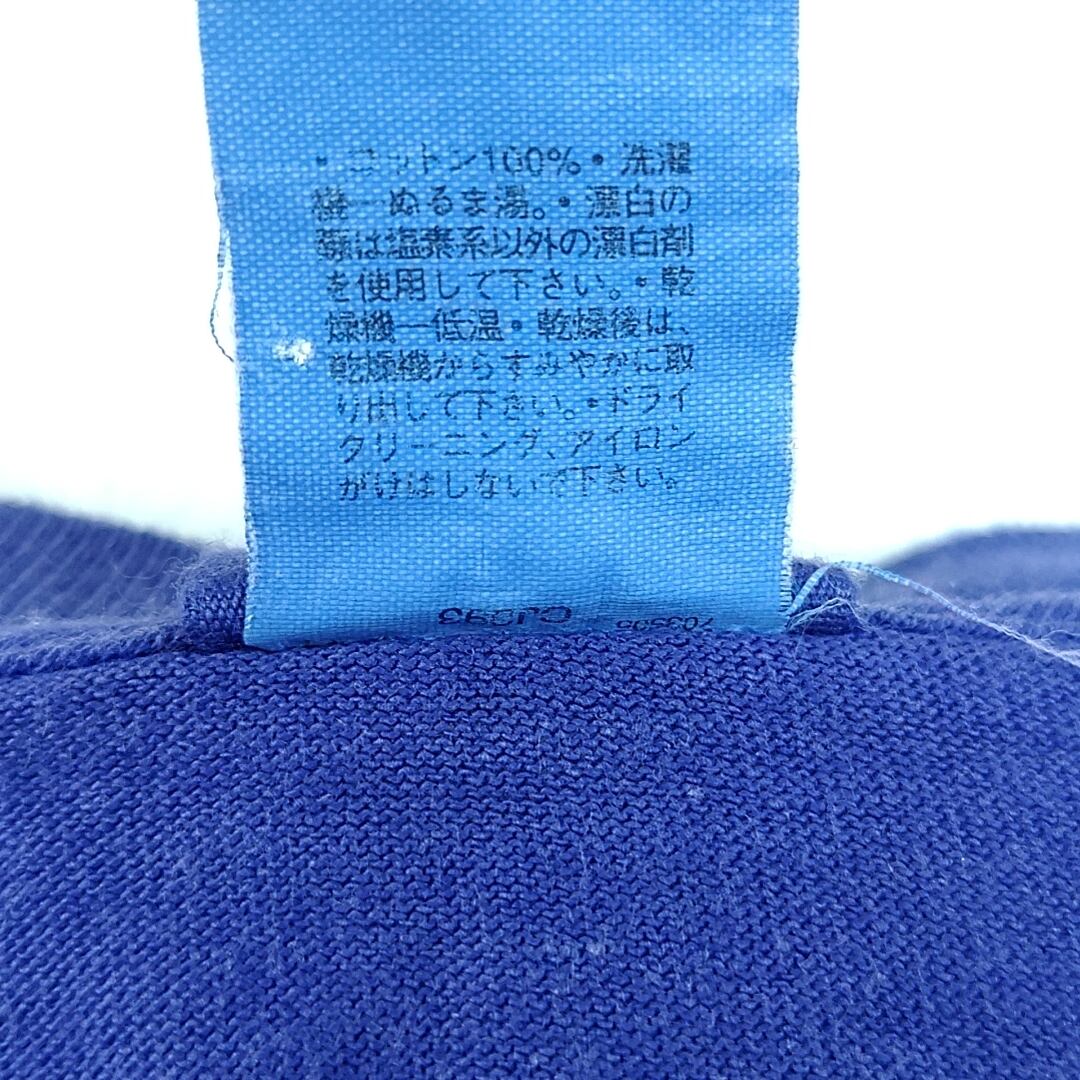 ・コットン100%・洗濯
機—ぬるま湯。・漂白の
類は塩素系以外の漂白剤
を使用して下さい。・乾
燥機—低温・乾燥後は、
乾燥機からすみやかに取
り出して下さい。・ドライ
クリーニング、アイロン
がけはしないで下さい。